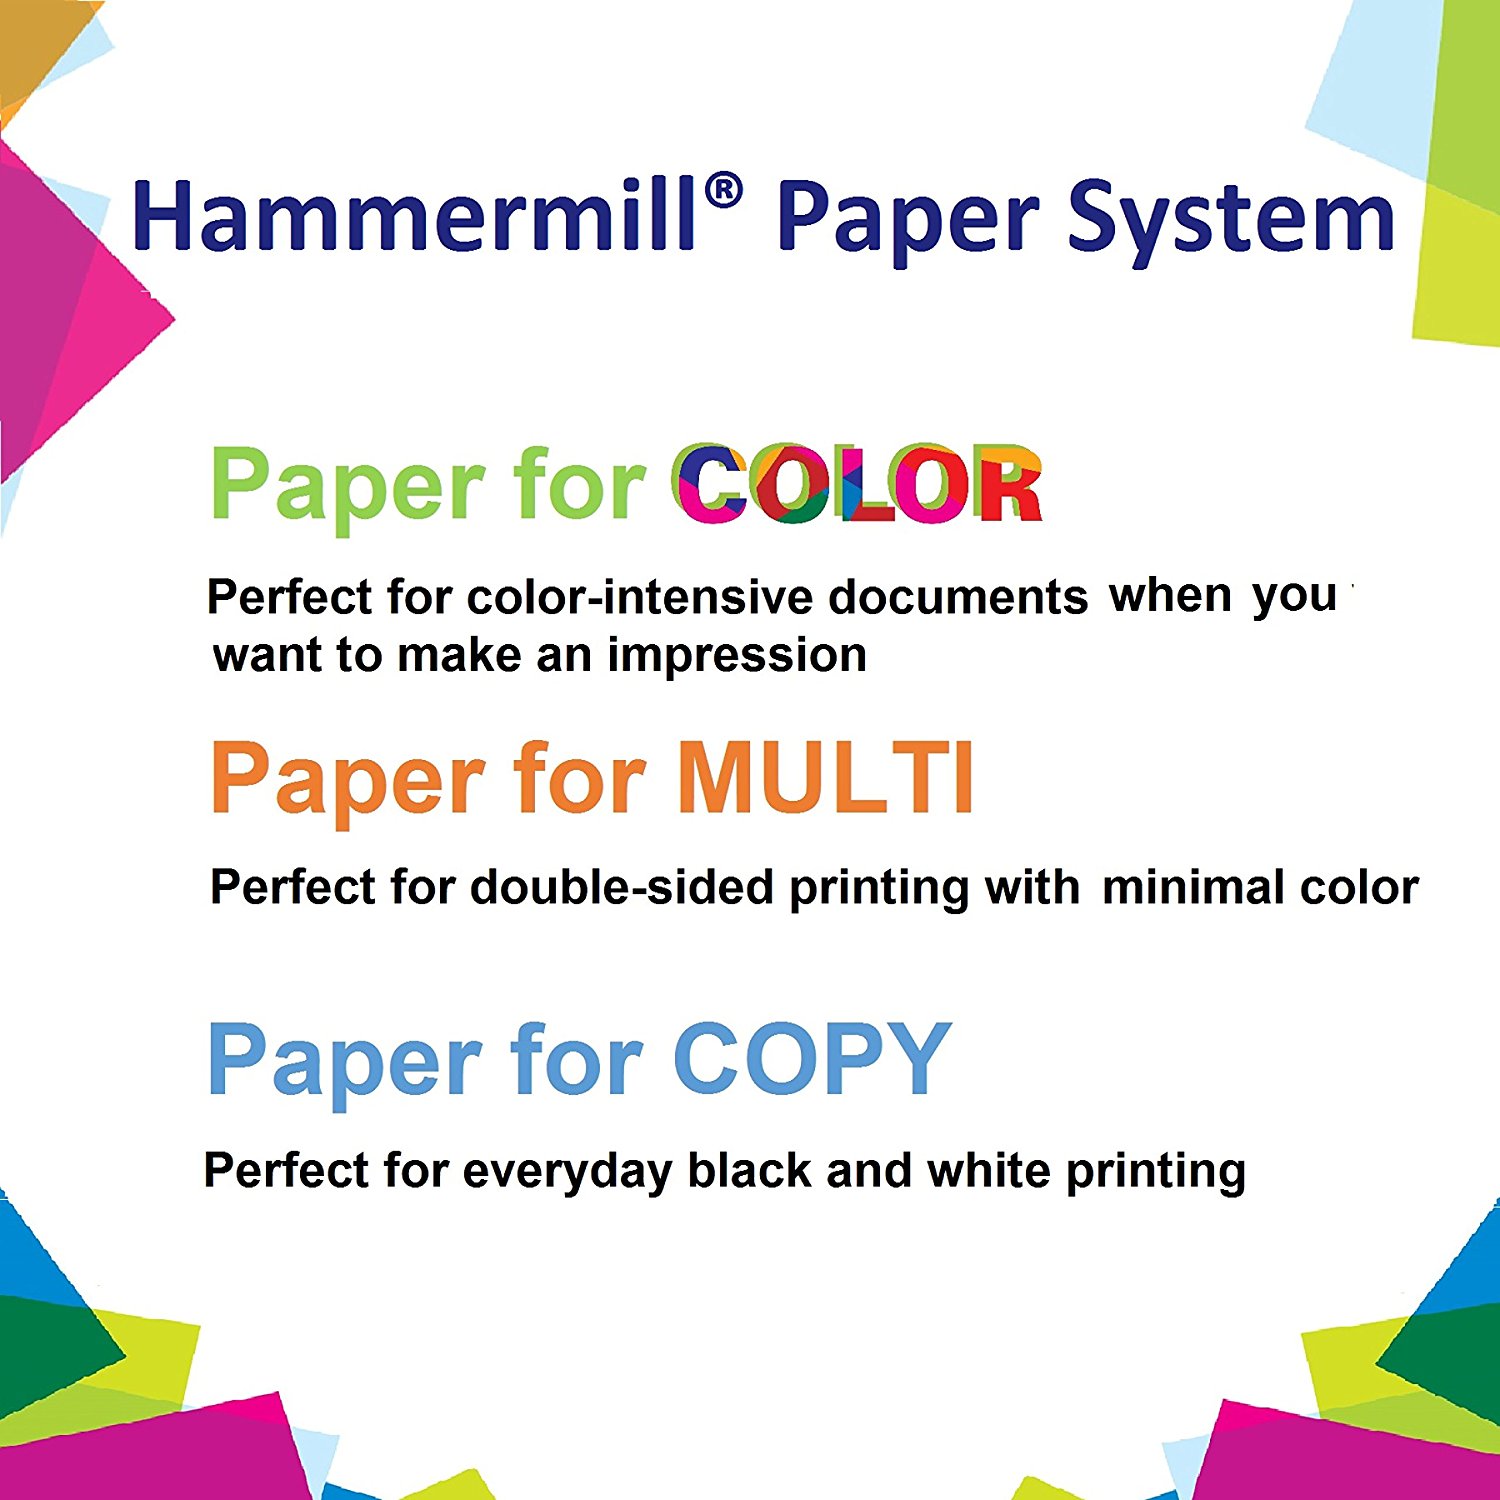 Hammermill® Paper System
Paper for COLOR
Perfect for color-intensive documents when you
want to make an impression
Paper for MULTI
Perfect for double-sided printing with minimal color
Paper for COPY
Perfect for everyday black and white printing